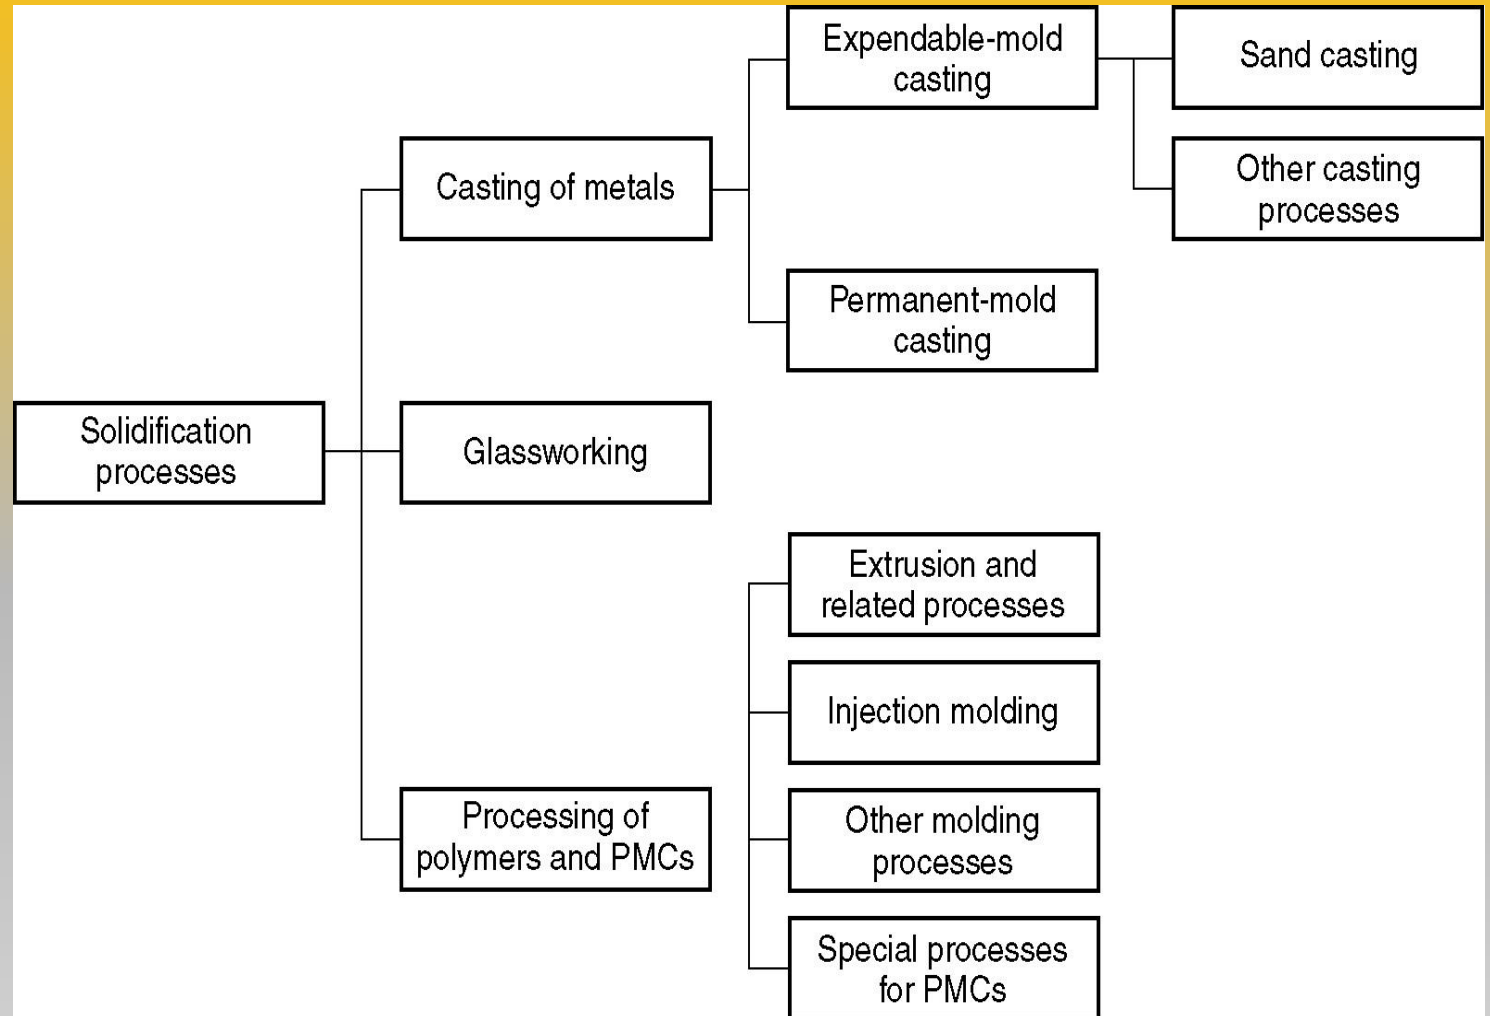 Expendable-mold
casting
Sand casting
Other casting
processes
Casting of metals
Permanent-mold
casting
Solidification
processes
Glassworking
Extrusion and
related processes
Injection molding
Processing of
polymers and PMCs
Other molding
processes
Special processes
for PMCs